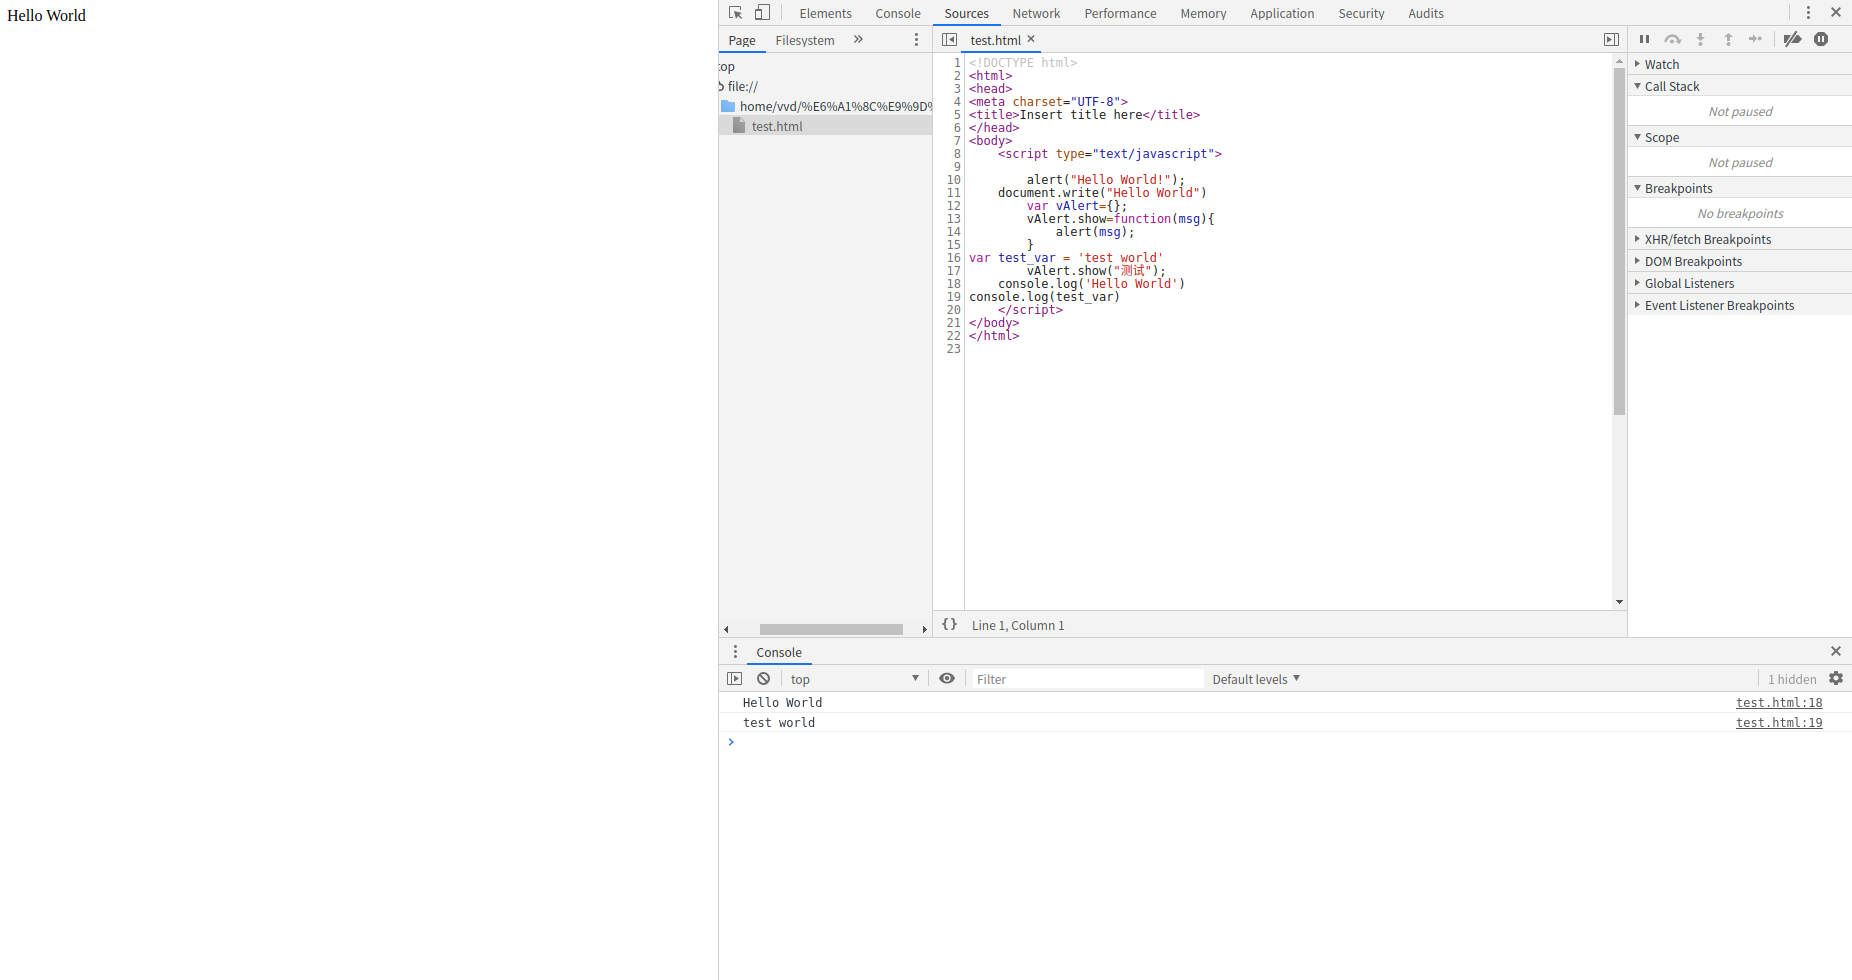 Hello World
Elements Console Sources Network Performance Memory Application Security Audits
Page Filesystem »
test.html ×
top
file://
home/vvd/%E6%A1%8C%E9%9D%
test.html
1 <!DOCTYPE html>
2 <html>
3 <head>
4 <meta charset="UTF-8">
5 <title>Insert title here</title>
6 </head>
7 <body>
8     <script type="text/javascript">
9
10         alert("Hello World!");
11     document.write("Hello World")
12         var vAlert={};
13         vAlert.show=function(msg){
14             alert(msg);
15         }
16 var test_var = 'test world'
17         vAlert.show("测试");
18     console.log('Hello World')
19 console.log(test_var)
20     </script>
21 </body>
22 </html>
23
{} Line 1, Column 1
Watch
Call Stack
Not paused
Scope
Not paused
Breakpoints
No breakpoints
XHR/fetch Breakpoints
DOM Breakpoints
Global Listeners
Event Listener Breakpoints
Console
top Filter Default levels 1 hidden
Hello World test.html:18
test world test.html:19